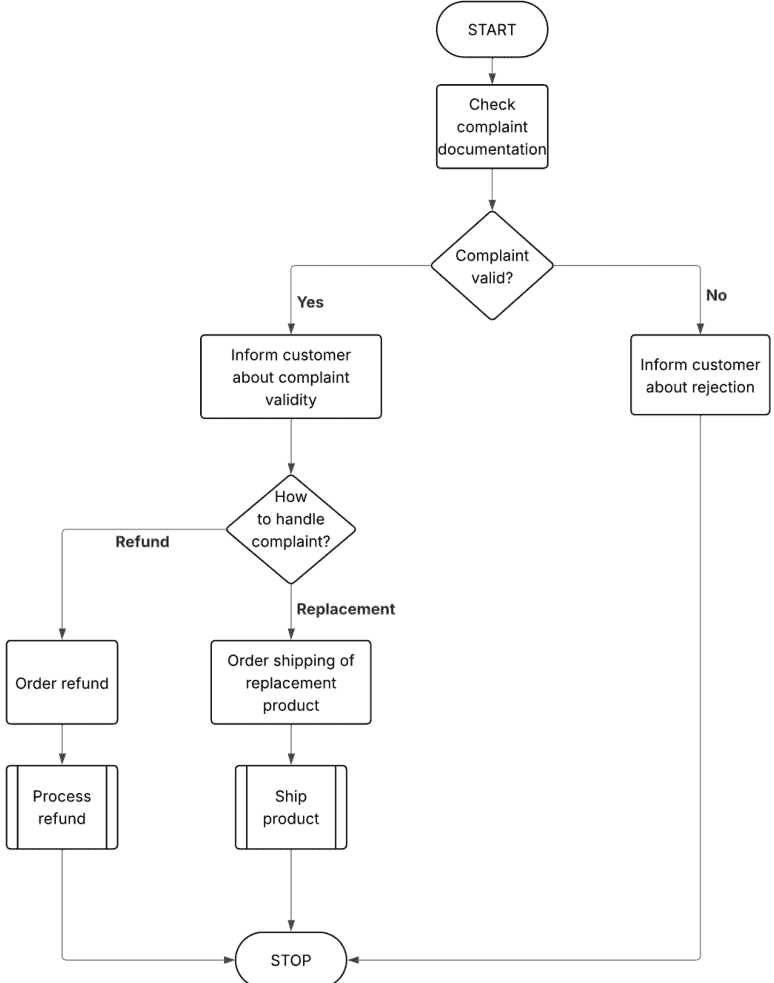 START
Check
complaint
documentation
Complaint
valid?
Yes
No
Inform customer
about complaint
validity
Inform customer
about rejection
How
to handle
complaint?
Refund
Replacement
Order refund
Order shipping of
replacement
product
Process
refund
Ship
product
STOP